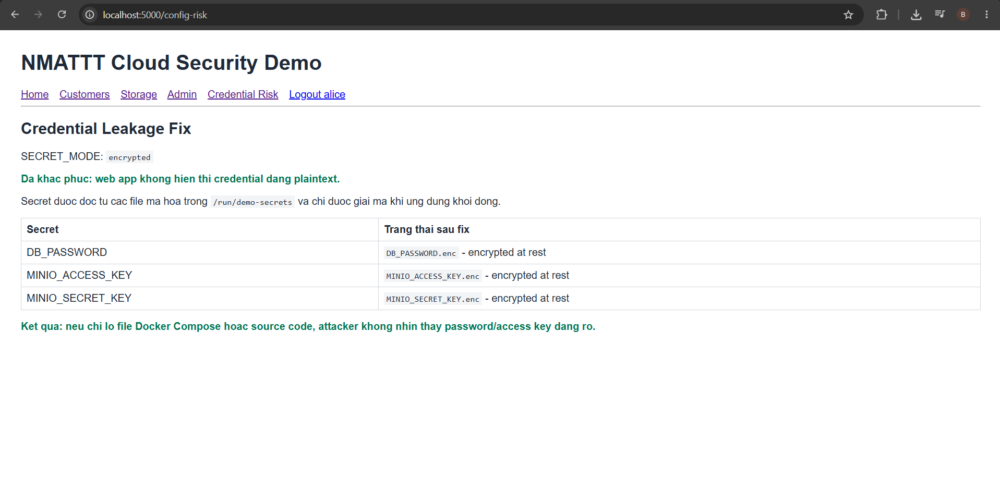 localhost:5000/config-risk
B
NMATTT Cloud Security Demo
Home Customers Storage Admin Credential Risk Logout alice
Credential Leakage Fix
SECRET_MODE: encrypted
Da khac phuc: web app khong hien thi credential dang plaintext.
Secret duoc doc tu cac file ma hoa trong /run/demo-secrets va chi duoc giai ma khi ung dung khoi dong.
Secret Trang thai sau fix
DB_PASSWORD DB_PASSWORD.enc - encrypted at rest
MINIO_ACCESS_KEY MINIO_ACCESS_KEY.enc - encrypted at rest
MINIO_SECRET_KEY MINIO_SECRET_KEY.enc - encrypted at rest
Ket qua: neu chi lo file Docker Compose hoac source code, attacker khong nhin thay password/access key dang ro.